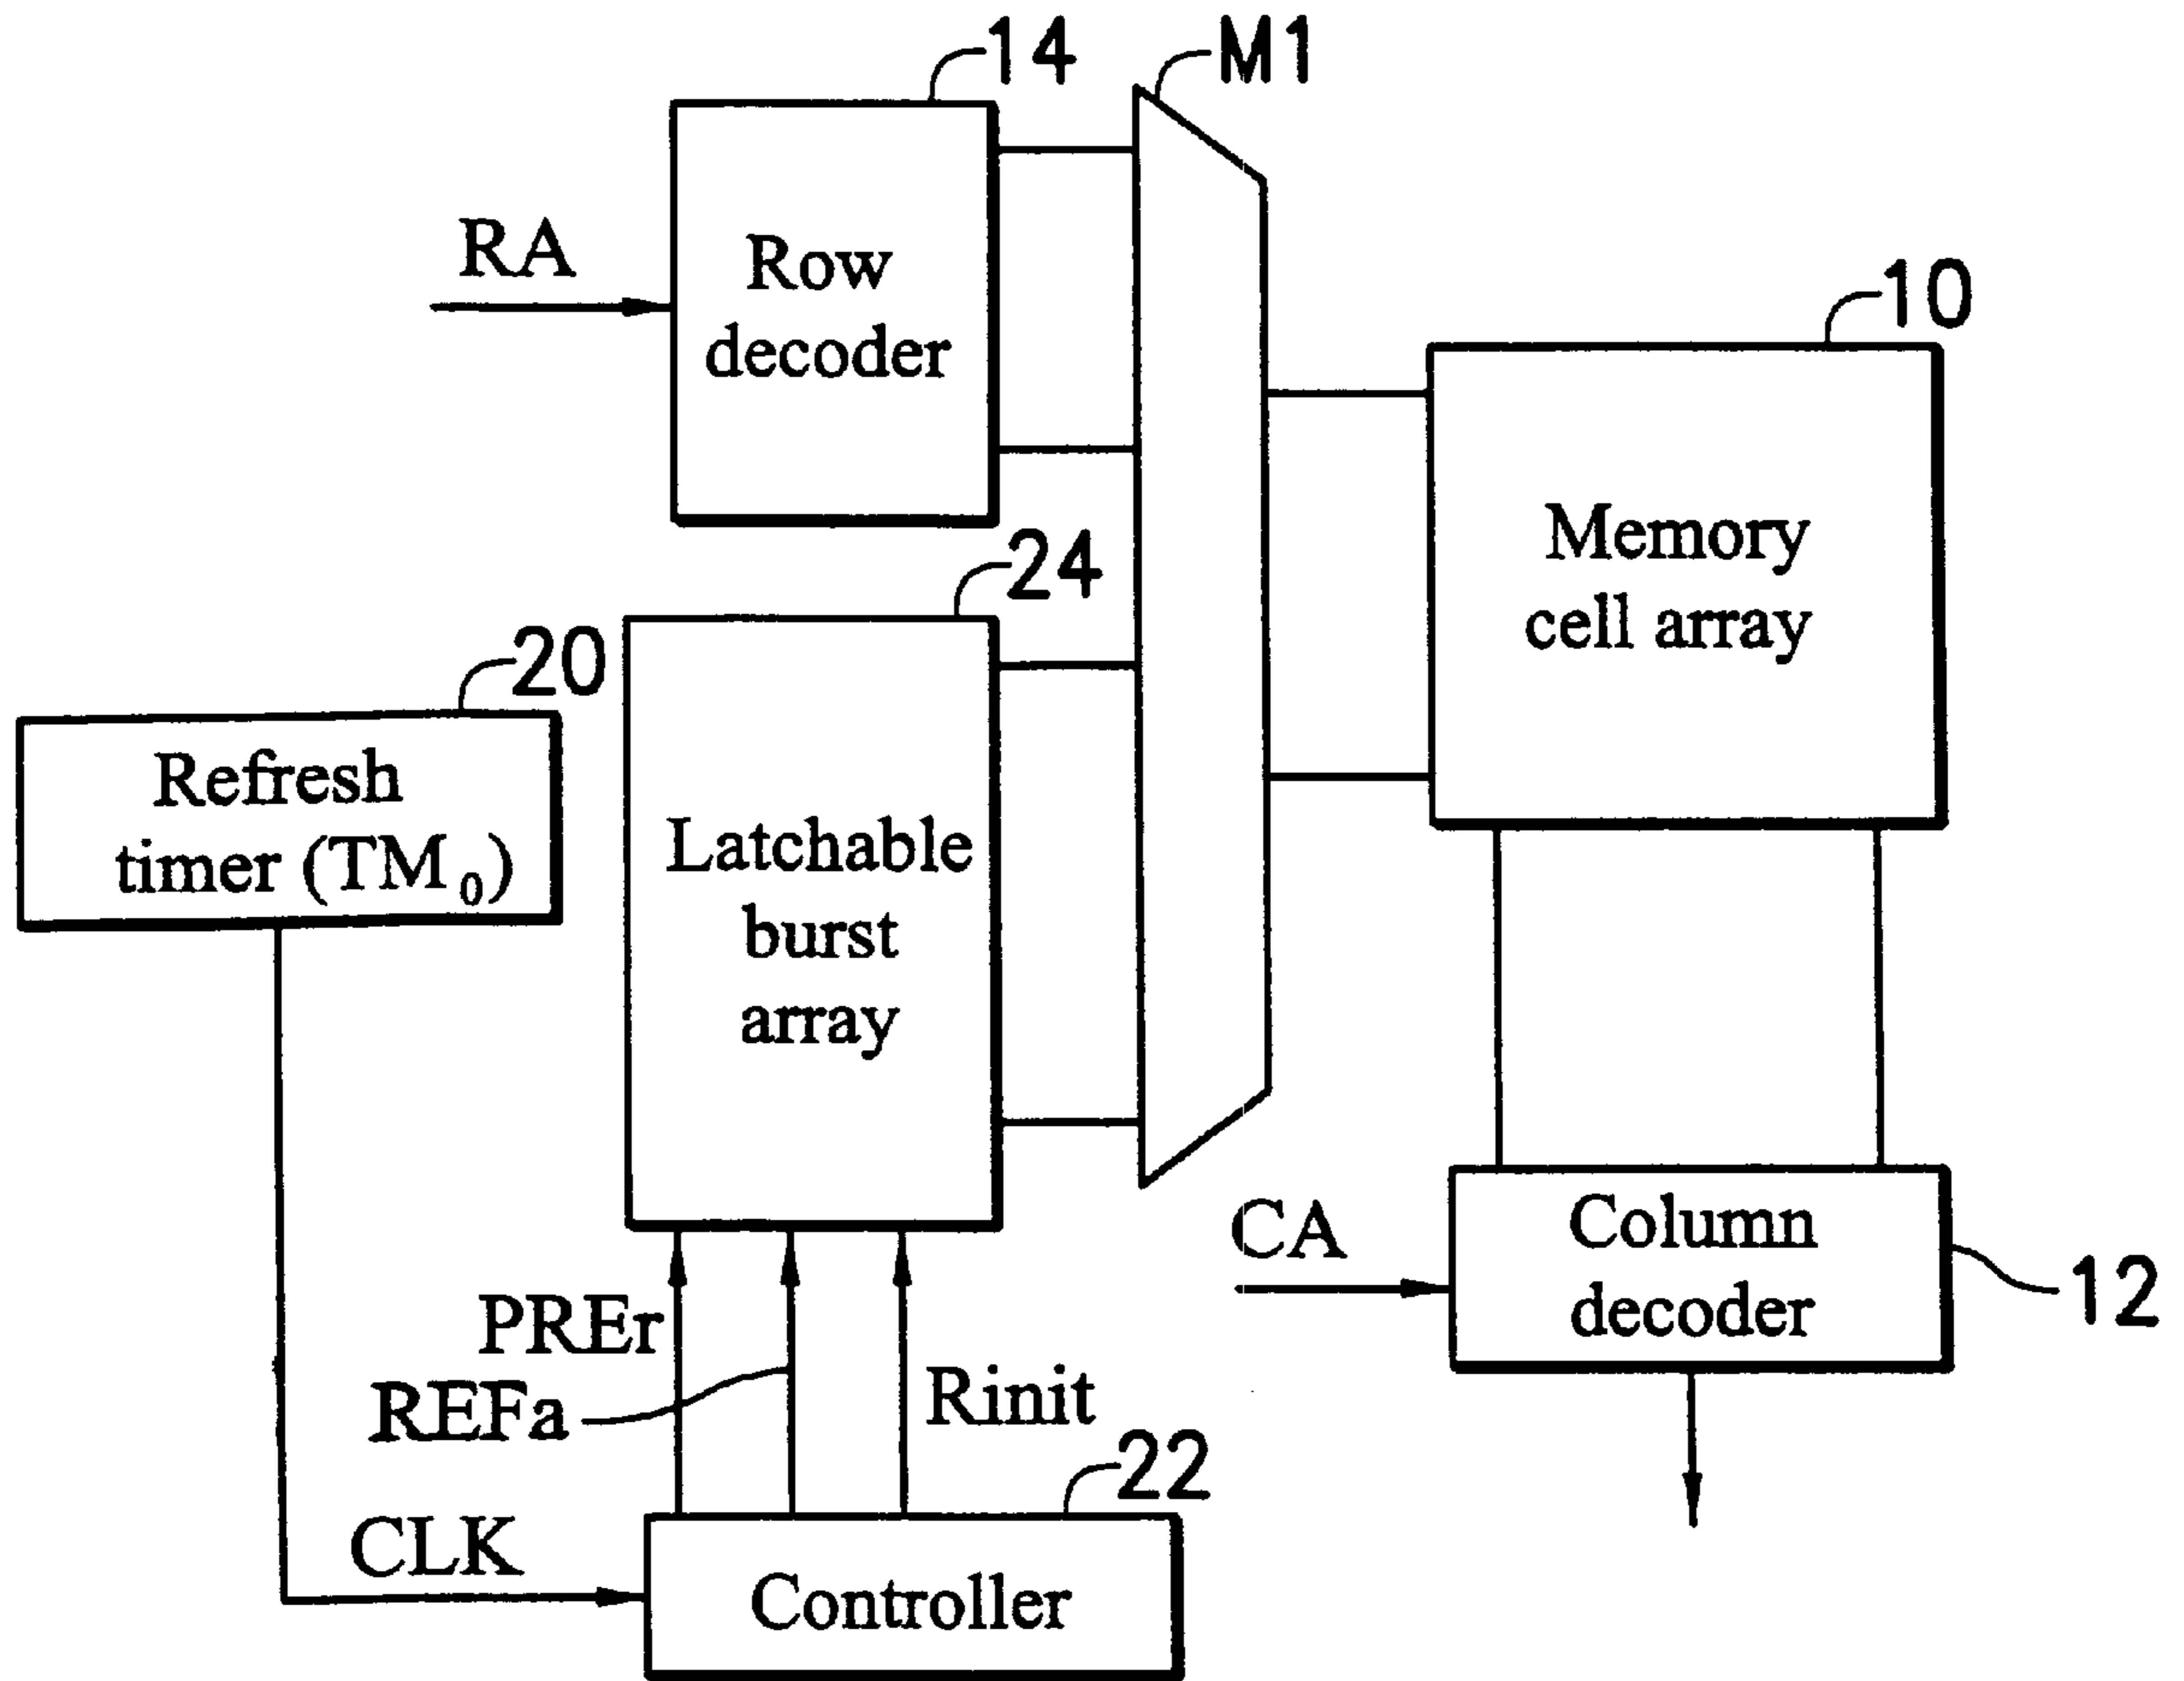 14
M1
RA
Row
decoder
10
Memory
cell array
24
20
Refresh
timer (TM₀)
Latchable
burst
array
CA
Column
decoder
12
PREr
REFa
Rinit
22
CLK
Controller